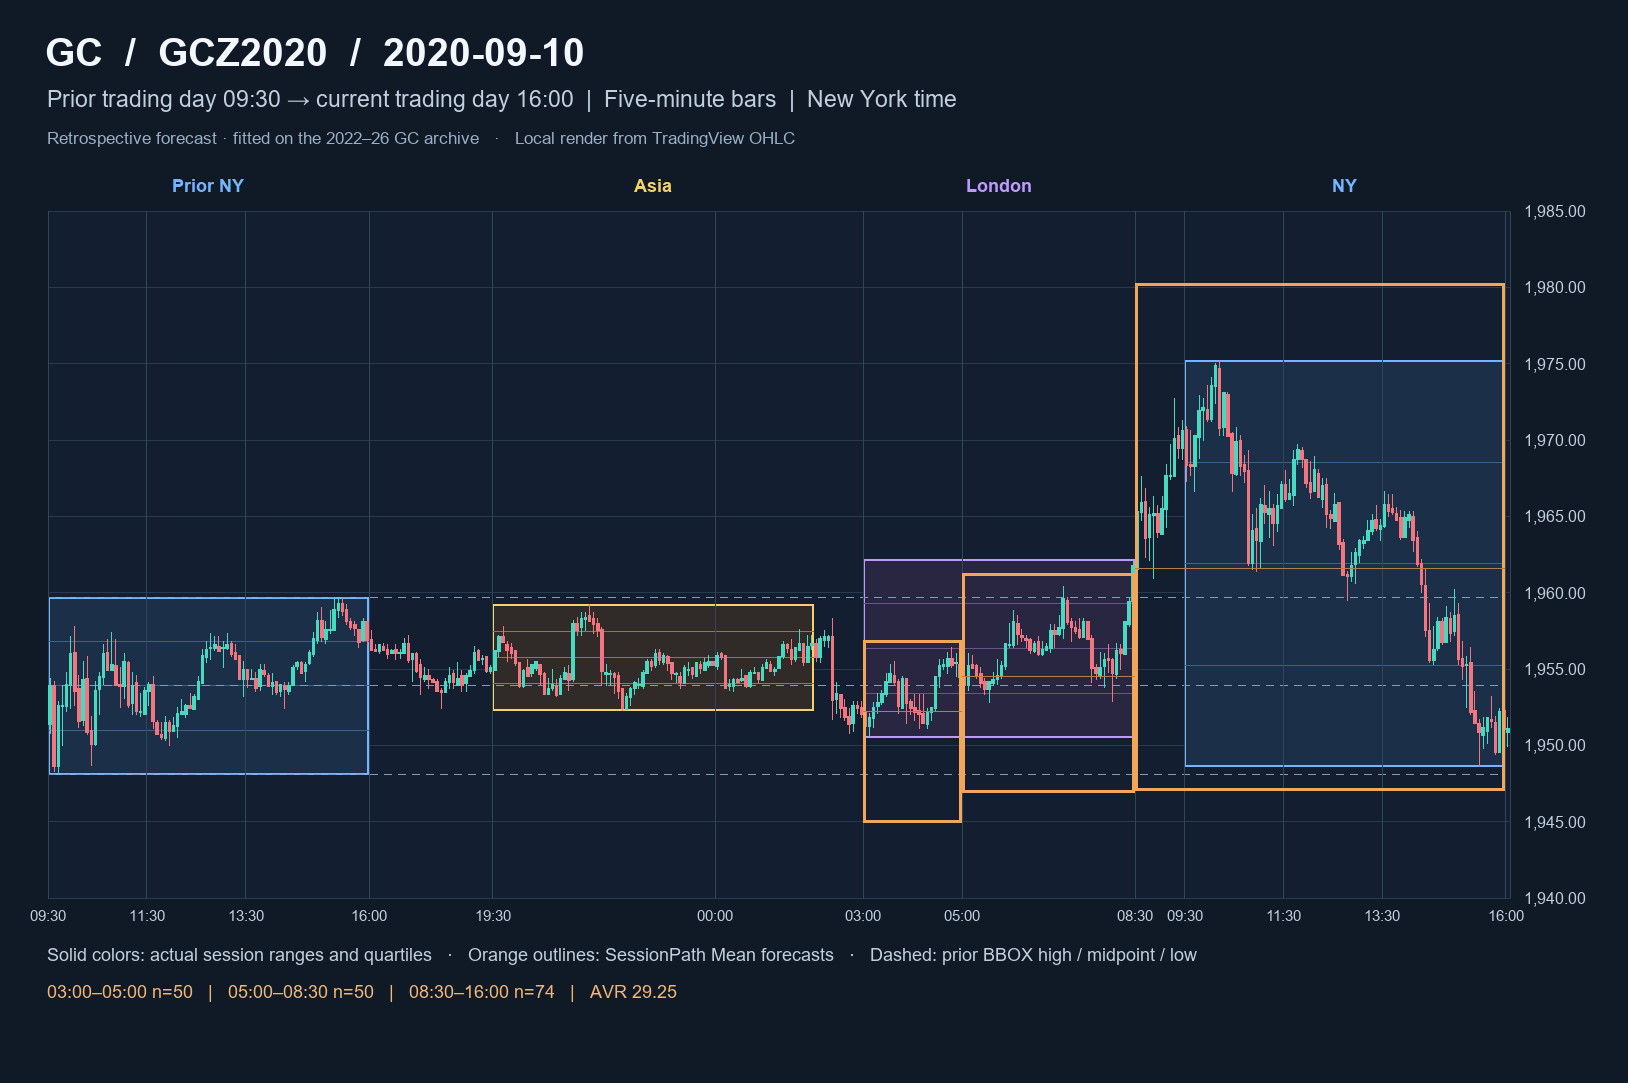 GC / GCZ2020 / 2020-09-10
Prior trading day 09:30 → current trading day 16:00 | Five-minute bars | New York time
Retrospective forecast · fitted on the 2022–26 GC archive · Local render from TradingView OHLC
Prior NY Asia London NY
1,985.00
1,980.00
1,975.00
1,970.00
1,965.00
1,960.00
1,955.00
1,950.00
1,945.00
1,940.00
09:30 11:30 13:30 16:00 19:30 00:00 03:00 05:00 08:30 09:30 11:30 13:30 16:00
Solid colors: actual session ranges and quartiles · Orange outlines: SessionPath Mean forecasts · Dashed: prior BBOX high / midpoint / low
03:00–05:00 n=50 | 05:00–08:30 n=50 | 08:30–16:00 n=74 | AVR 29.25